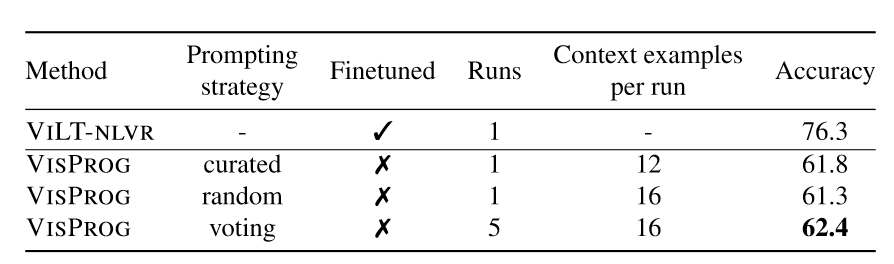 Method Prompting strategy Finetuned Runs Context examples per run Accuracy
VILT-NLVR - ✓ 1 - 76.3
VISPROG curated ✗ 1 12 61.8
VISPROG random ✗ 1 16 61.3
VISPROG voting ✗ 5 16 62.4